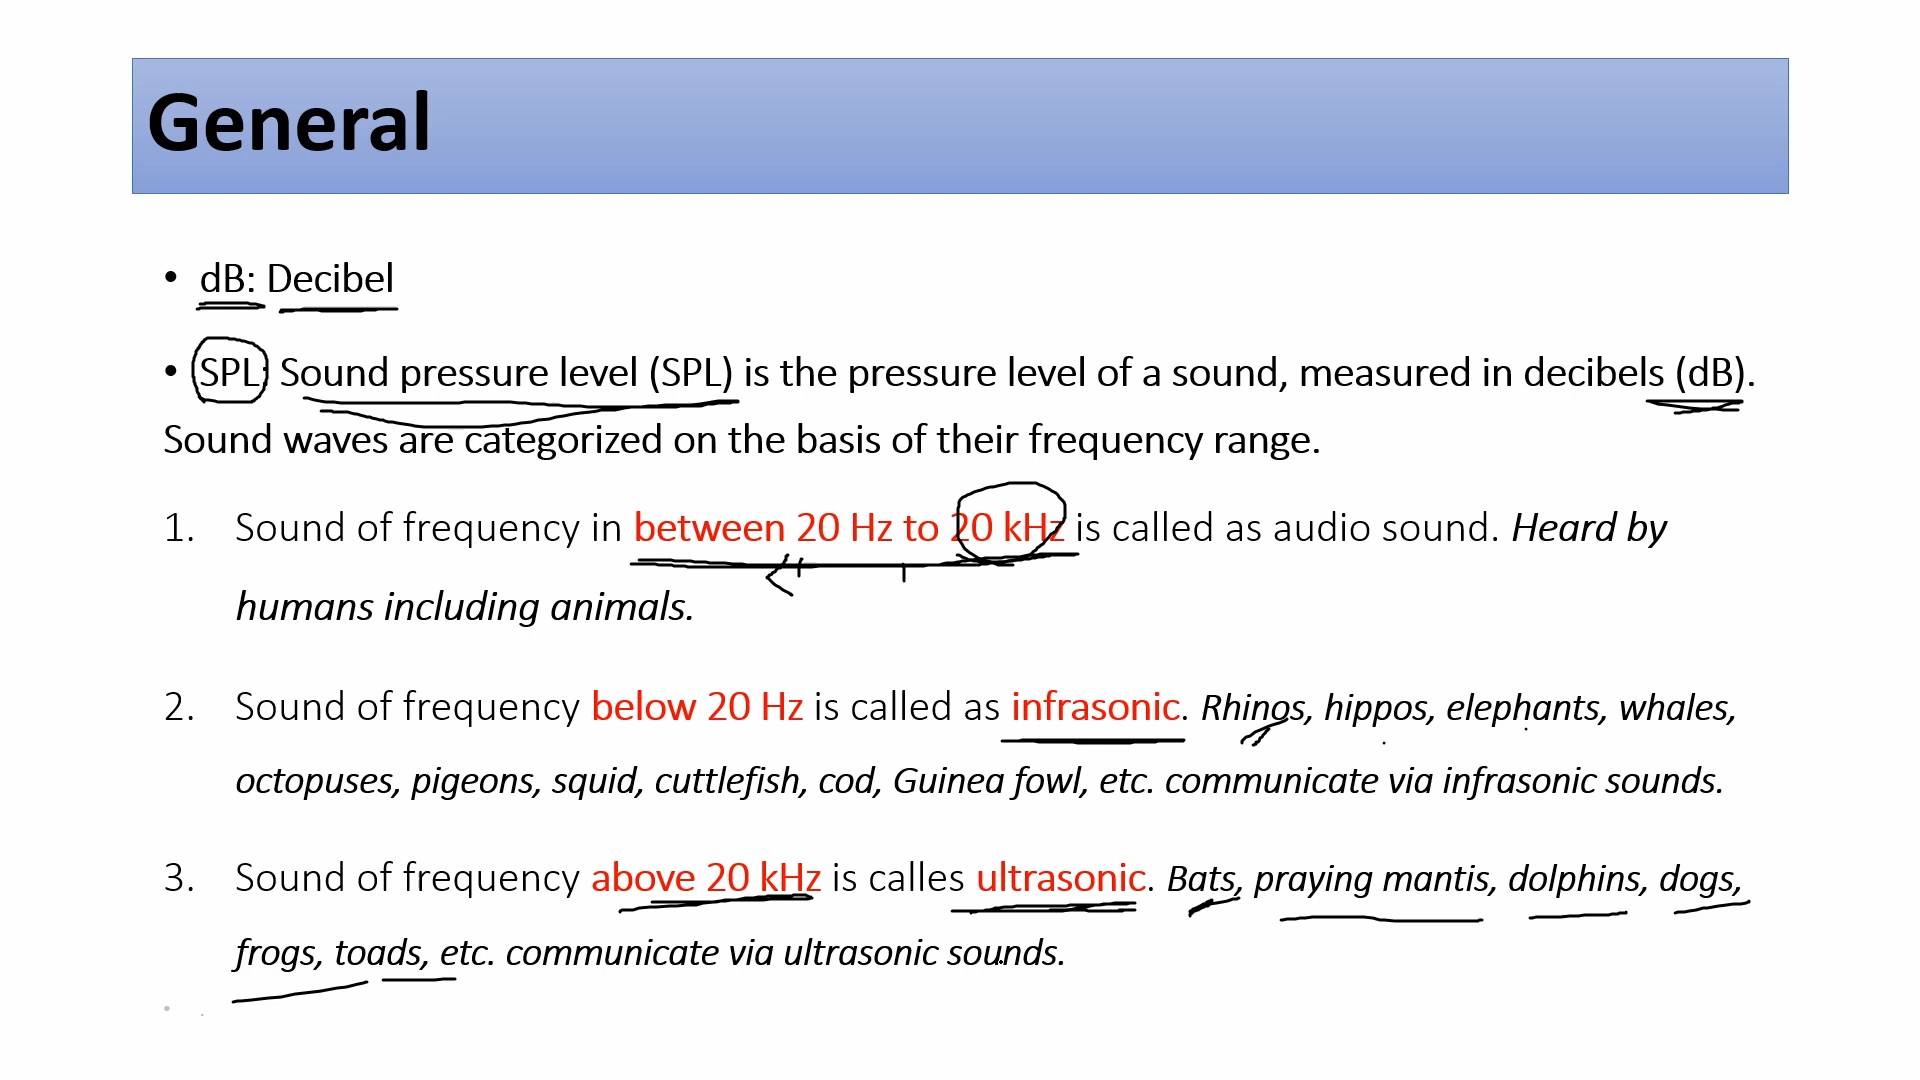 General
• dB: Decibel
• SPL: Sound pressure level (SPL) is the pressure level of a sound, measured in decibels (dB).
Sound waves are categorized on the basis of their frequency range.
1. Sound of frequency in between 20 Hz to 20 kHz is called as audio sound. Heard by
humans including animals.
2. Sound of frequency below 20 Hz is called as infrasonic. Rhinos, hippos, elephants, whales,
octopuses, pigeons, squid, cuttlefish, cod, Guinea fowl, etc. communicate via infrasonic sounds.
3. Sound of frequency above 20 kHz is calles ultrasonic. Bats, praying mantis, dolphins, dogs,
frogs, toads, etc. communicate via ultrasonic sounds.
• .